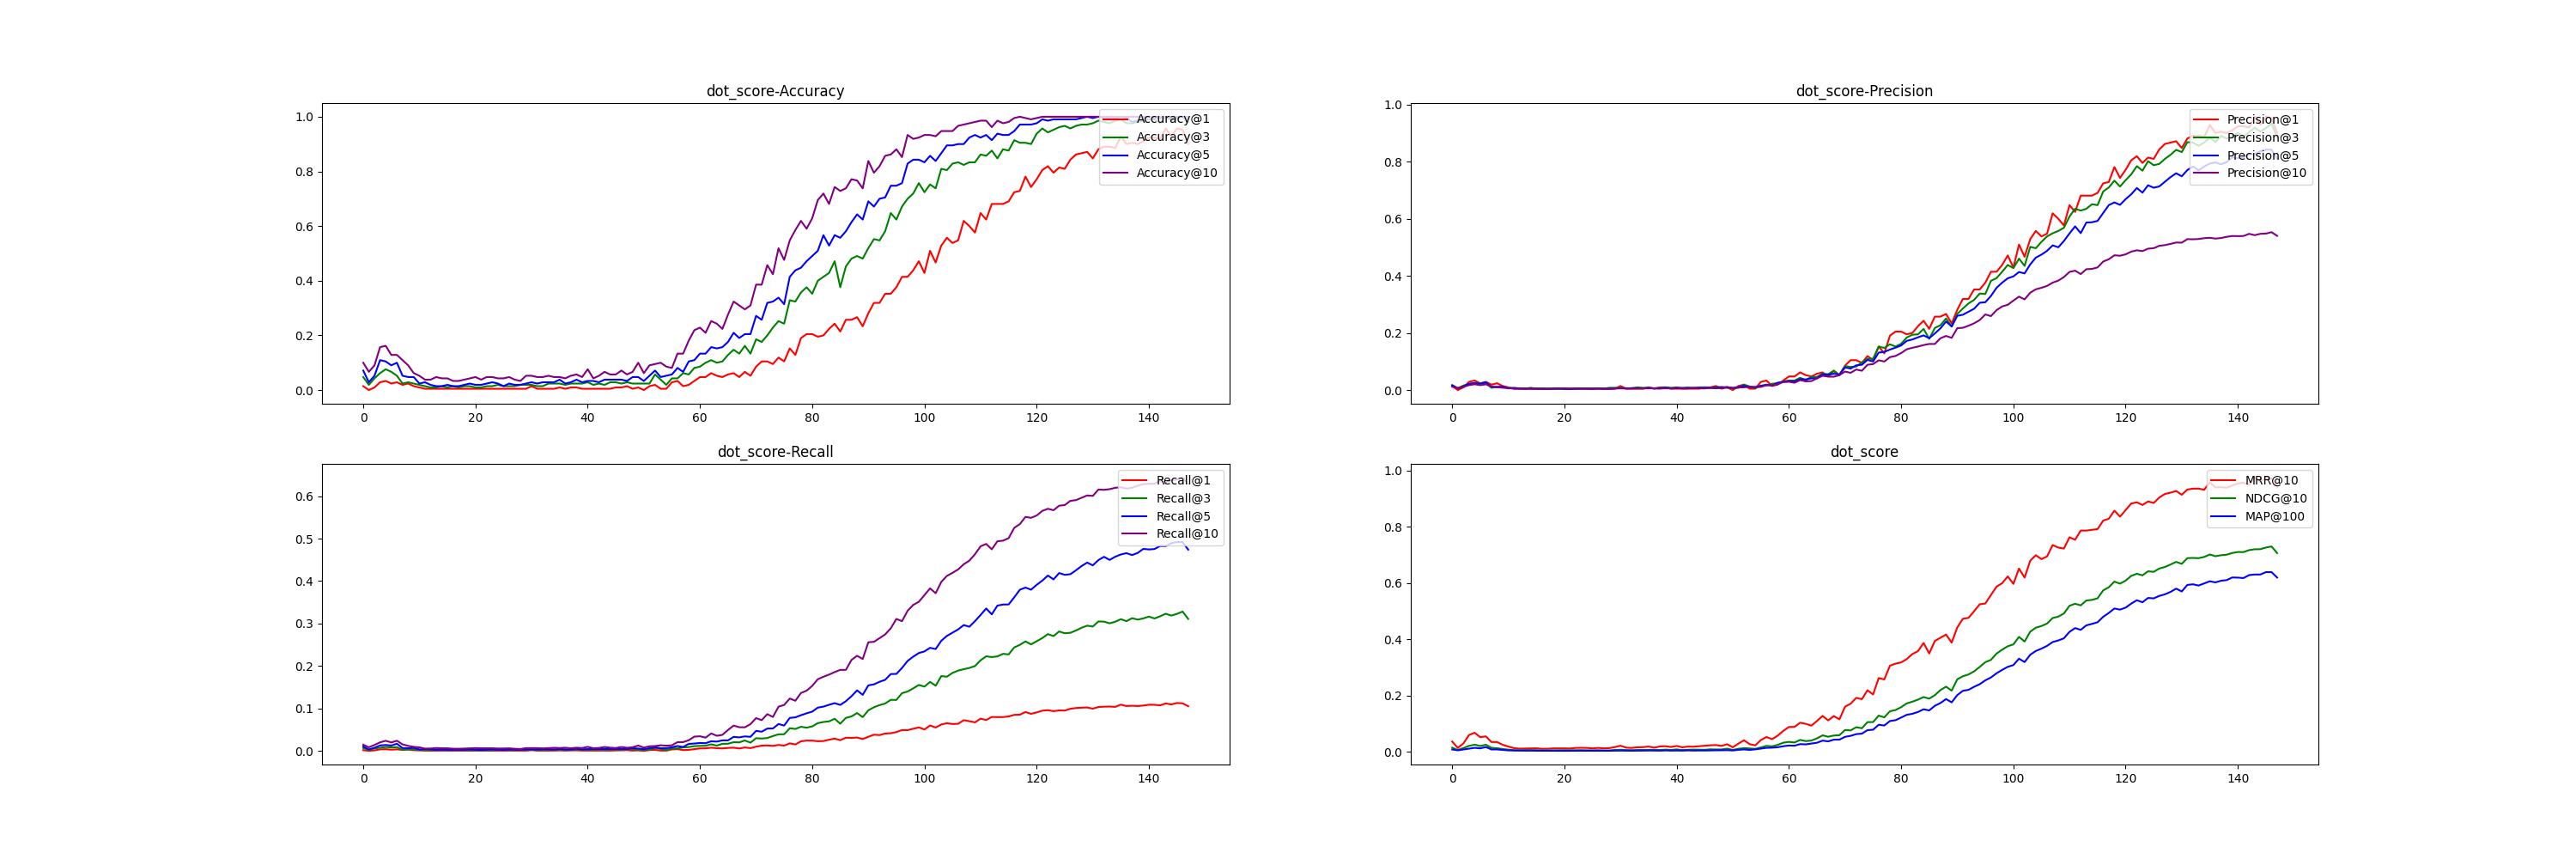 dot_score-Accuracy
1.0
0.8
0.6
0.4
0.2
0.0
0 20 40 60 80 100 120 140
Accuracy@1
Accuracy@3
Accuracy@5
Accuracy@10
dot_score-Precision
1.0
0.8
0.6
0.4
0.2
0.0
0 20 40 60 80 100 120 140
Precision@1
Precision@3
Precision@5
Precision@10
dot_score-Recall
0.6
0.5
0.4
0.3
0.2
0.1
0.0
0 20 40 60 80 100 120 140
Recall@1
Recall@3
Recall@5
Recall@10
dot_score
1.0
0.8
0.6
0.4
0.2
0.0
0 20 40 60 80 100 120 140
MRR@10
NDCG@10
MAP@100